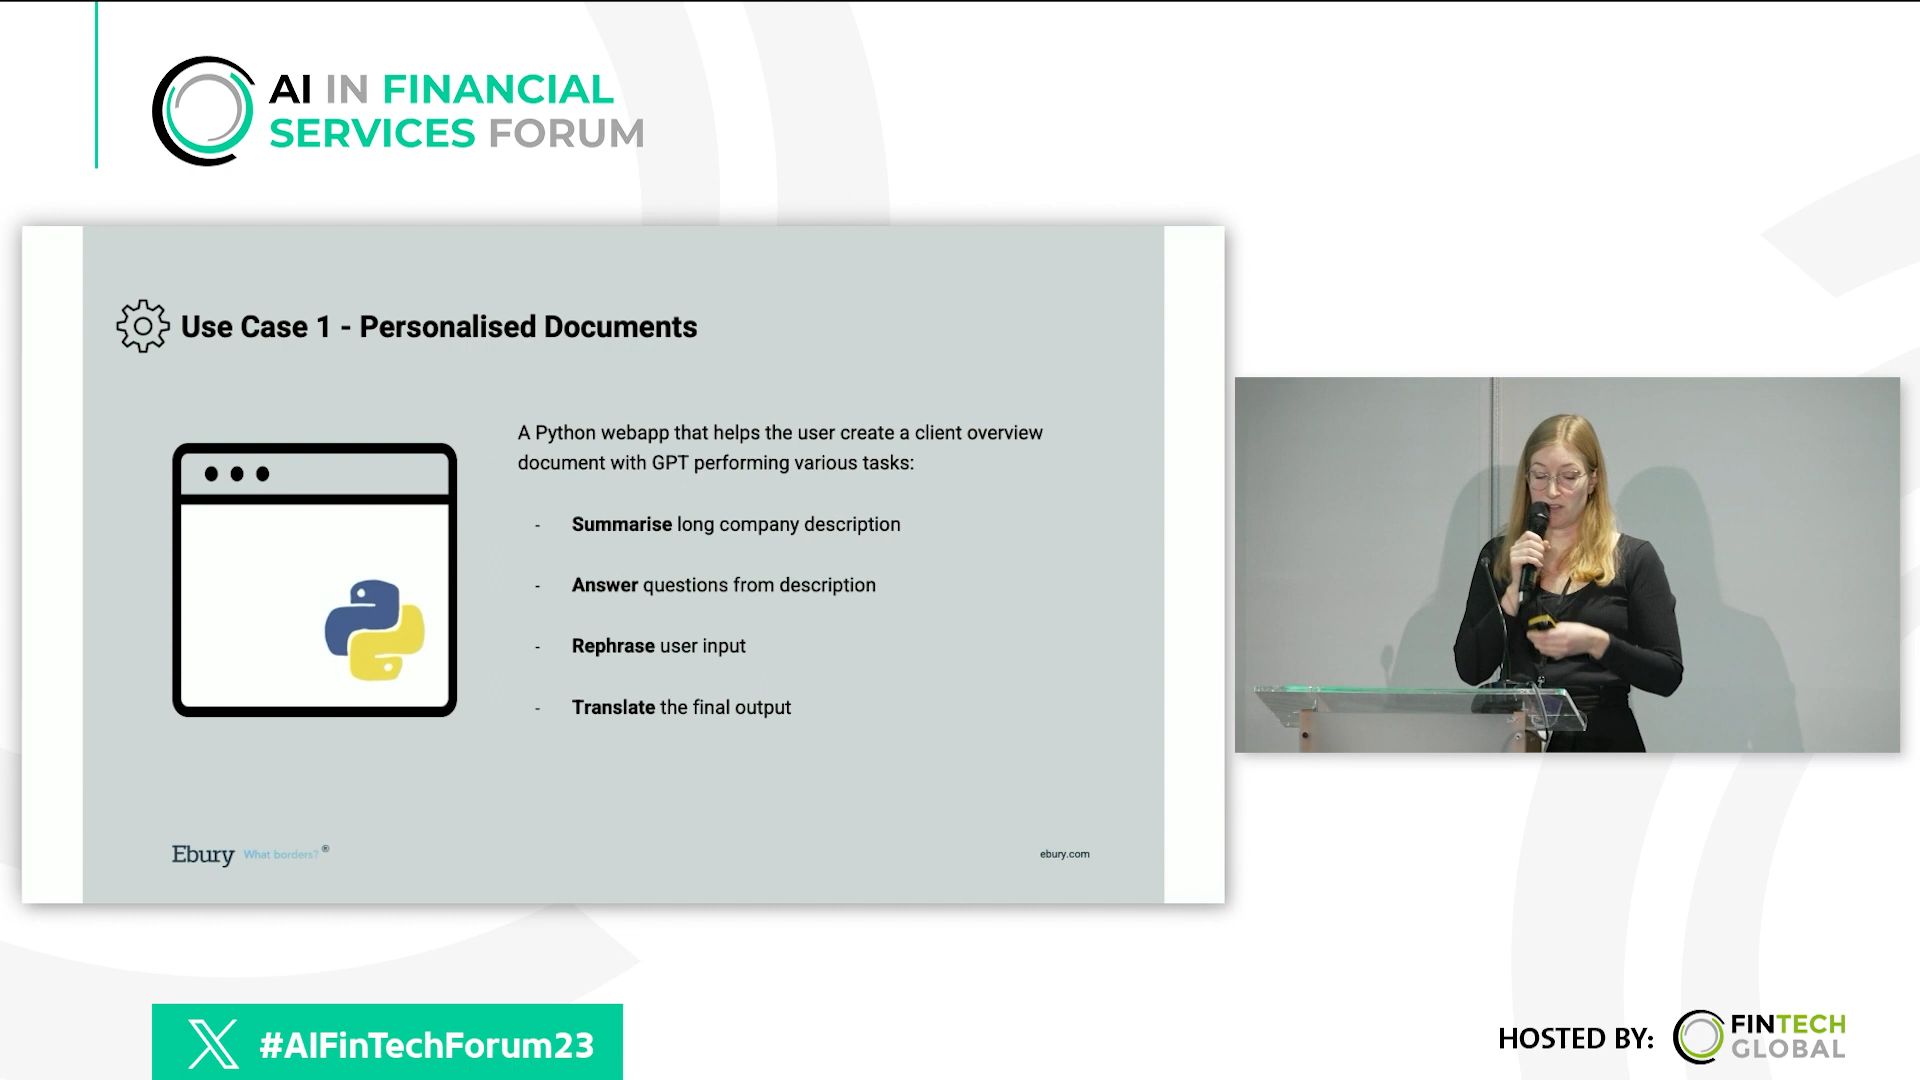 AI IN FINANCIAL
SERVICES FORUM
Use Case 1 - Personalised Documents
A Python webapp that helps the user create a client overview
document with GPT performing various tasks:
- Summarise long company description
- Answer questions from description
- Rephrase user input
- Translate the final output
Ebury What borders?®
ebury.com
X #AIFinTechForum23
HOSTED BY:
FINTECH
GLOBAL